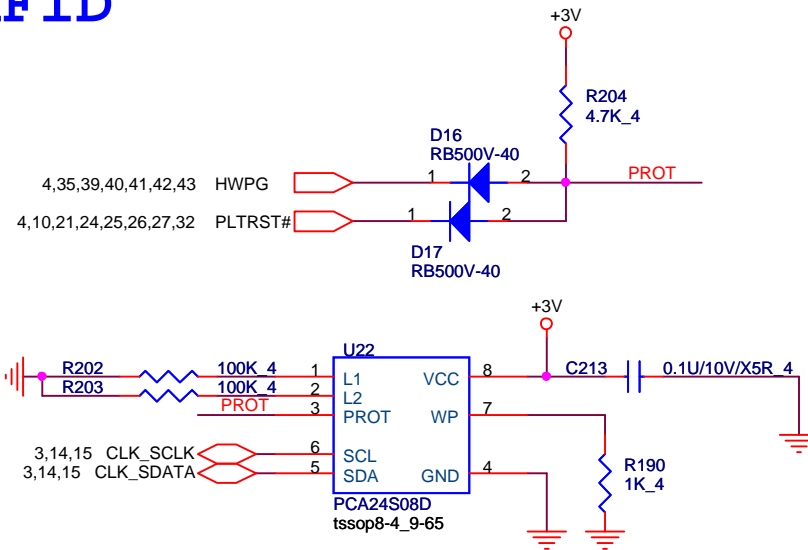 +3V
R204
4.7K_4
D16
RB500V-40
4,35,39,40,41,42,43 HWPG 1 2 PROT
4,10,21,24,25,26,27,32 PLTRST# 1 2
D17
RB500V-40
+3V
U22
R202 100K_4 1 L1 VCC 8 C213 0.1U/10V/X5R_4
R203 100K_4 2 L2
PROT 3 PROT WP 7
3,14,15 CLK_SCLK 6 SCL
3,14,15 CLK_SDATA 5 SDA GND 4
R190
1K_4
PCA24S08D
tssop8-4_9-65